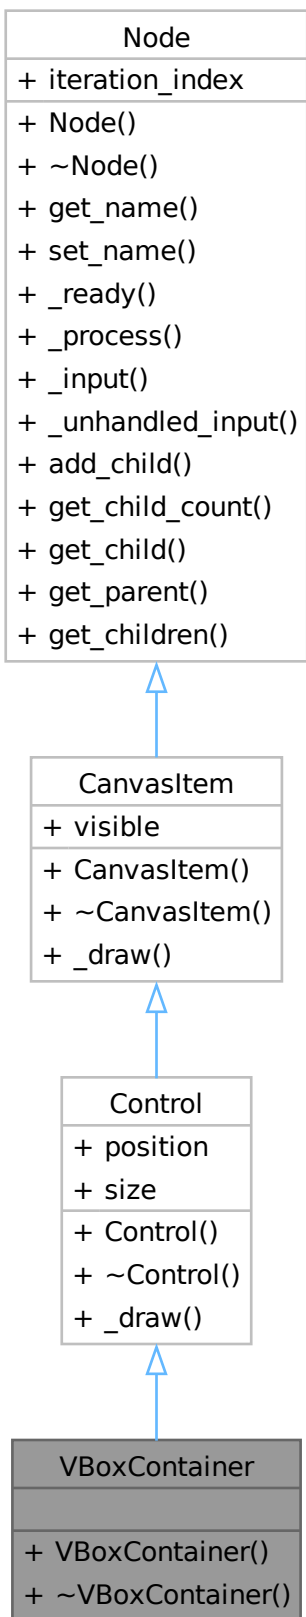 Node
+ iteration_index
+ Node()
+ ~Node()
+ get_name()
+ set_name()
+ _ready()
+ _process()
+ _input()
+ _unhandled_input()
+ add_child()
+ get_child_count()
+ get_child()
+ get_parent()
+ get_children()
CanvasItem
+ visible
+ CanvasItem()
+ ~CanvasItem()
+ _draw()
Control
+ position
+ size
+ Control()
+ ~Control()
+ _draw()
VBoxContainer
+ VBoxContainer()
+ ~VBoxContainer()